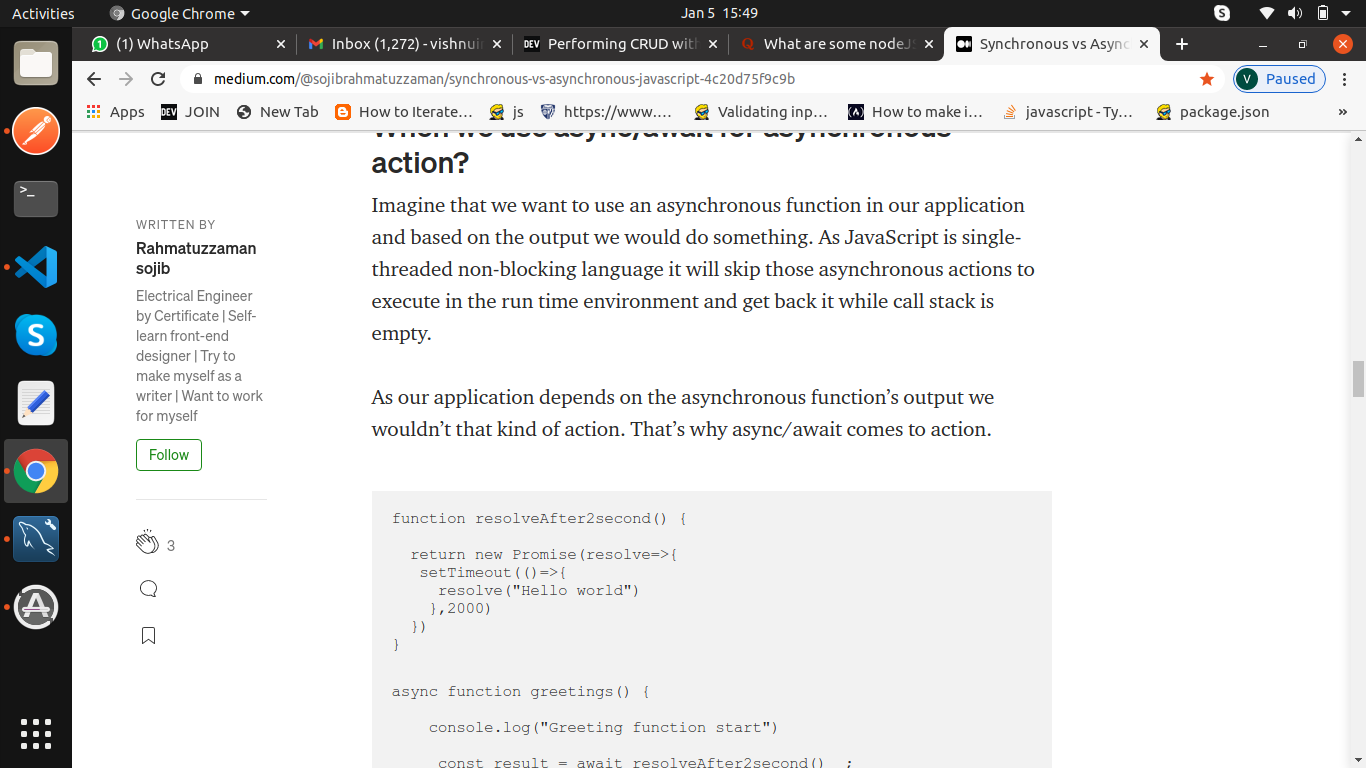 Activities
Google Chrome
Jan 5 15:49
(1) WhatsApp
Inbox (1,272) - vishnuin
Performing CRUD with
What are some nodeJS
Synchronous vs Async
medium.com/@sojibrahmatuzzaman/synchronous-vs-asynchronous-javascript-4c20d75f9c9b
V Paused
Apps
DEV JOIN
New Tab
How to Iterate…
js
https://www.…
Validating inp…
How to make i…
javascript - Ty…
package.json
»
When we use async/await for asynchronous
action?
Imagine that we want to use an asynchronous function in our application
and based on the output we would do something. As JavaScript is single-
threaded non-blocking language it will skip those asynchronous actions to
execute in the run time environment and get back it while call stack is
empty.
As our application depends on the asynchronous function’s output we
wouldn’t that kind of action. That’s why async/await comes to action.
WRITTEN BY
Rahmatuzzaman
sojib
Electrical Engineer
by Certificate | Self-
learn front-end
designer | Try to
make myself as a
writer | Want to work
for myself
Follow
3
function resolveAfter2second() {
return new Promise(resolve=>{
setTimeout(()=>{
resolve("Hello world")
},2000)
})
}
async function greetings() {
console.log("Greeting function start")
const result = await resolveAfter2second() ;